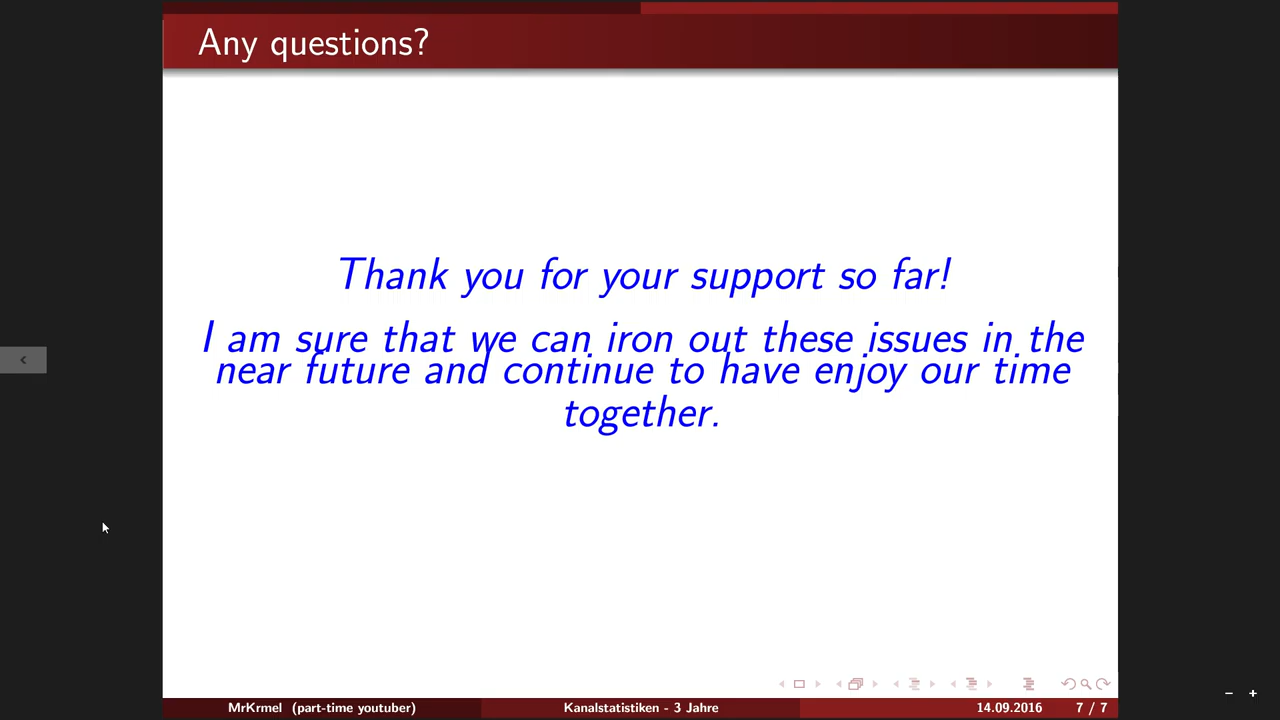 Any questions?
Thank you for your support so far!
I am sure that we can iron out these issues in the
near future and continue to have enjoy our time
together.
MrKrmel (part-time youtuber) Kanalstatistiken - 3 Jahre 14.09.2016 7 / 7